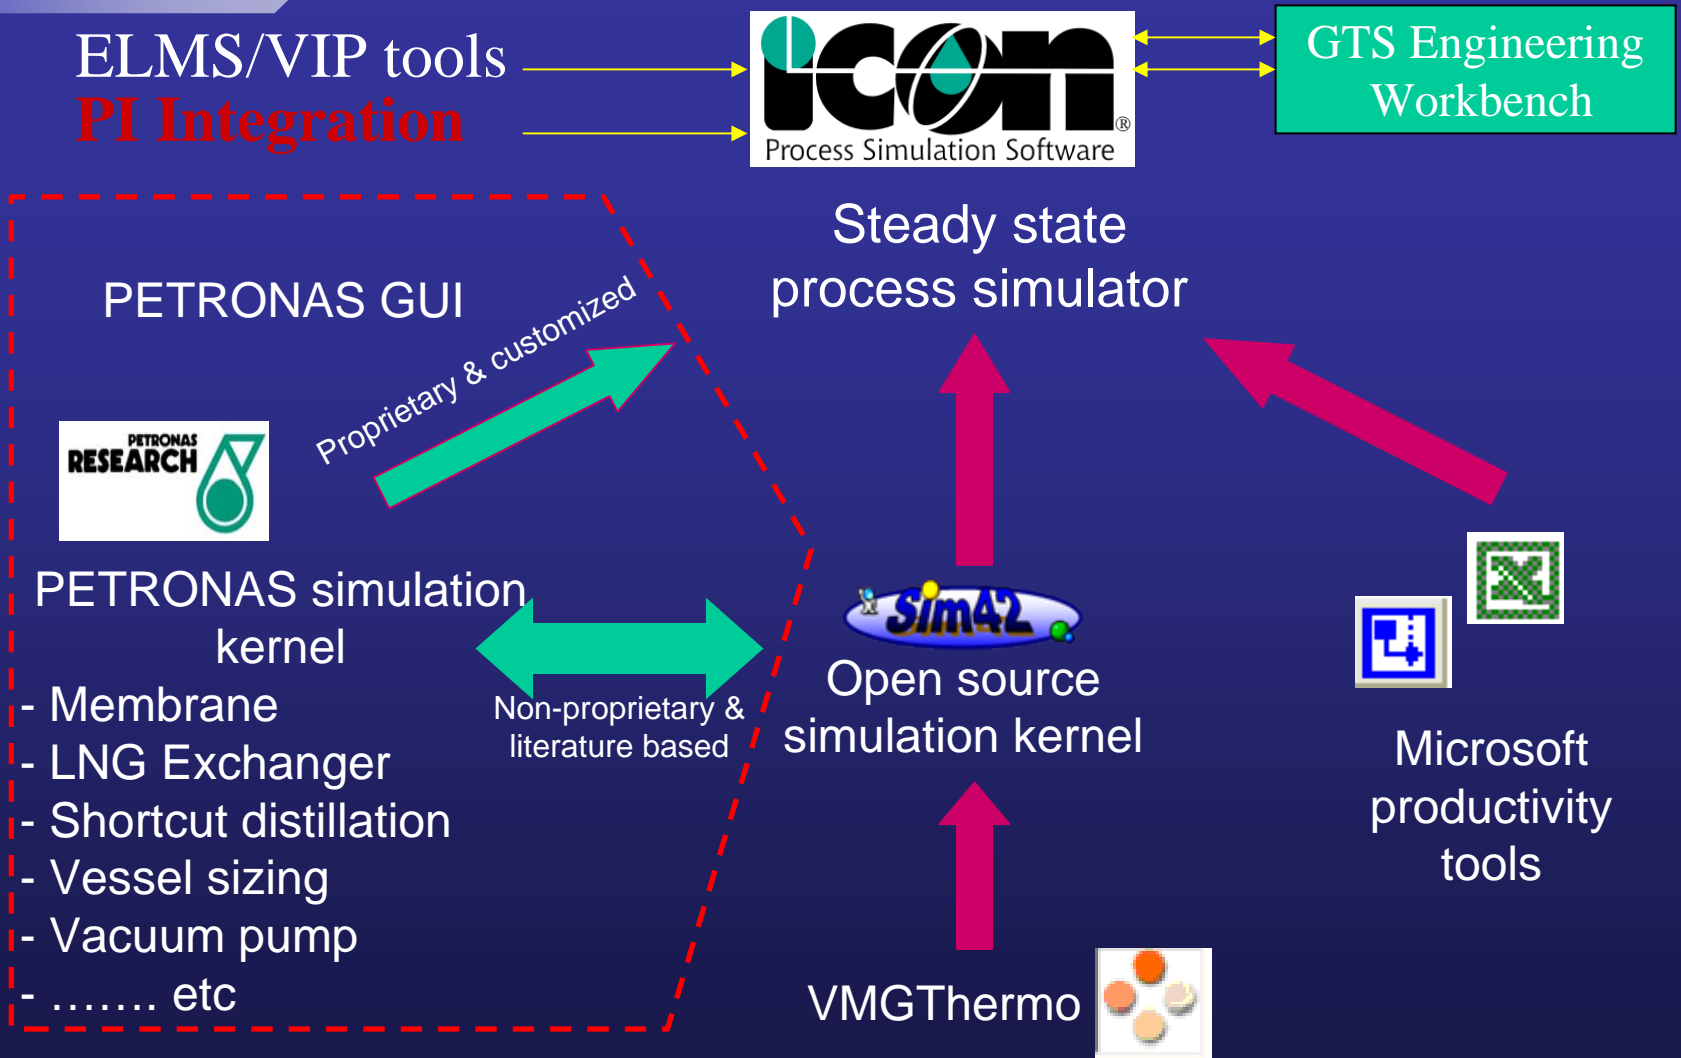 ELMS/VIP tools
PI Integration
icon
®
Process Simulation Software
GTS Engineering
Workbench
Steady state
process simulator
PETRONAS GUI
Proprietary & customized
PETRONAS
RESEARCH
PETRONAS simulation
kernel
- Membrane
- LNG Exchanger
- Shortcut distillation
- Vessel sizing
- Vacuum pump
- ……. etc
Non-proprietary &
literature based
Sim42
Open source
simulation kernel
VMGThermo
Microsoft
productivity
tools